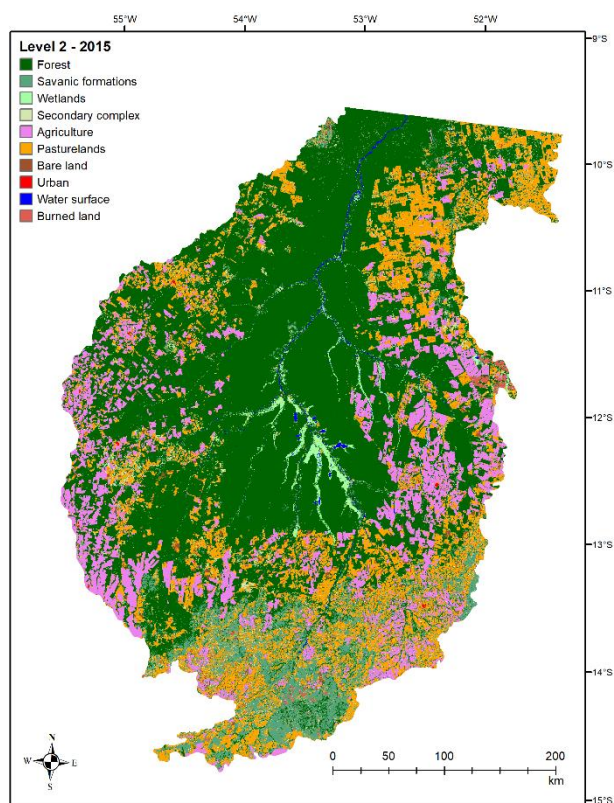 55°W 54°W 53°W 52°W
9°S
Level 2 - 2015
Forest
Savanic formations
Wetlands
Secondary complex
Agriculture
Pasturelands
Bare land
Urban
Water surface
Burned land
10°S
11°S
12°S
13°S
14°S
N
W E
S
0 50 100 200
km
15°S